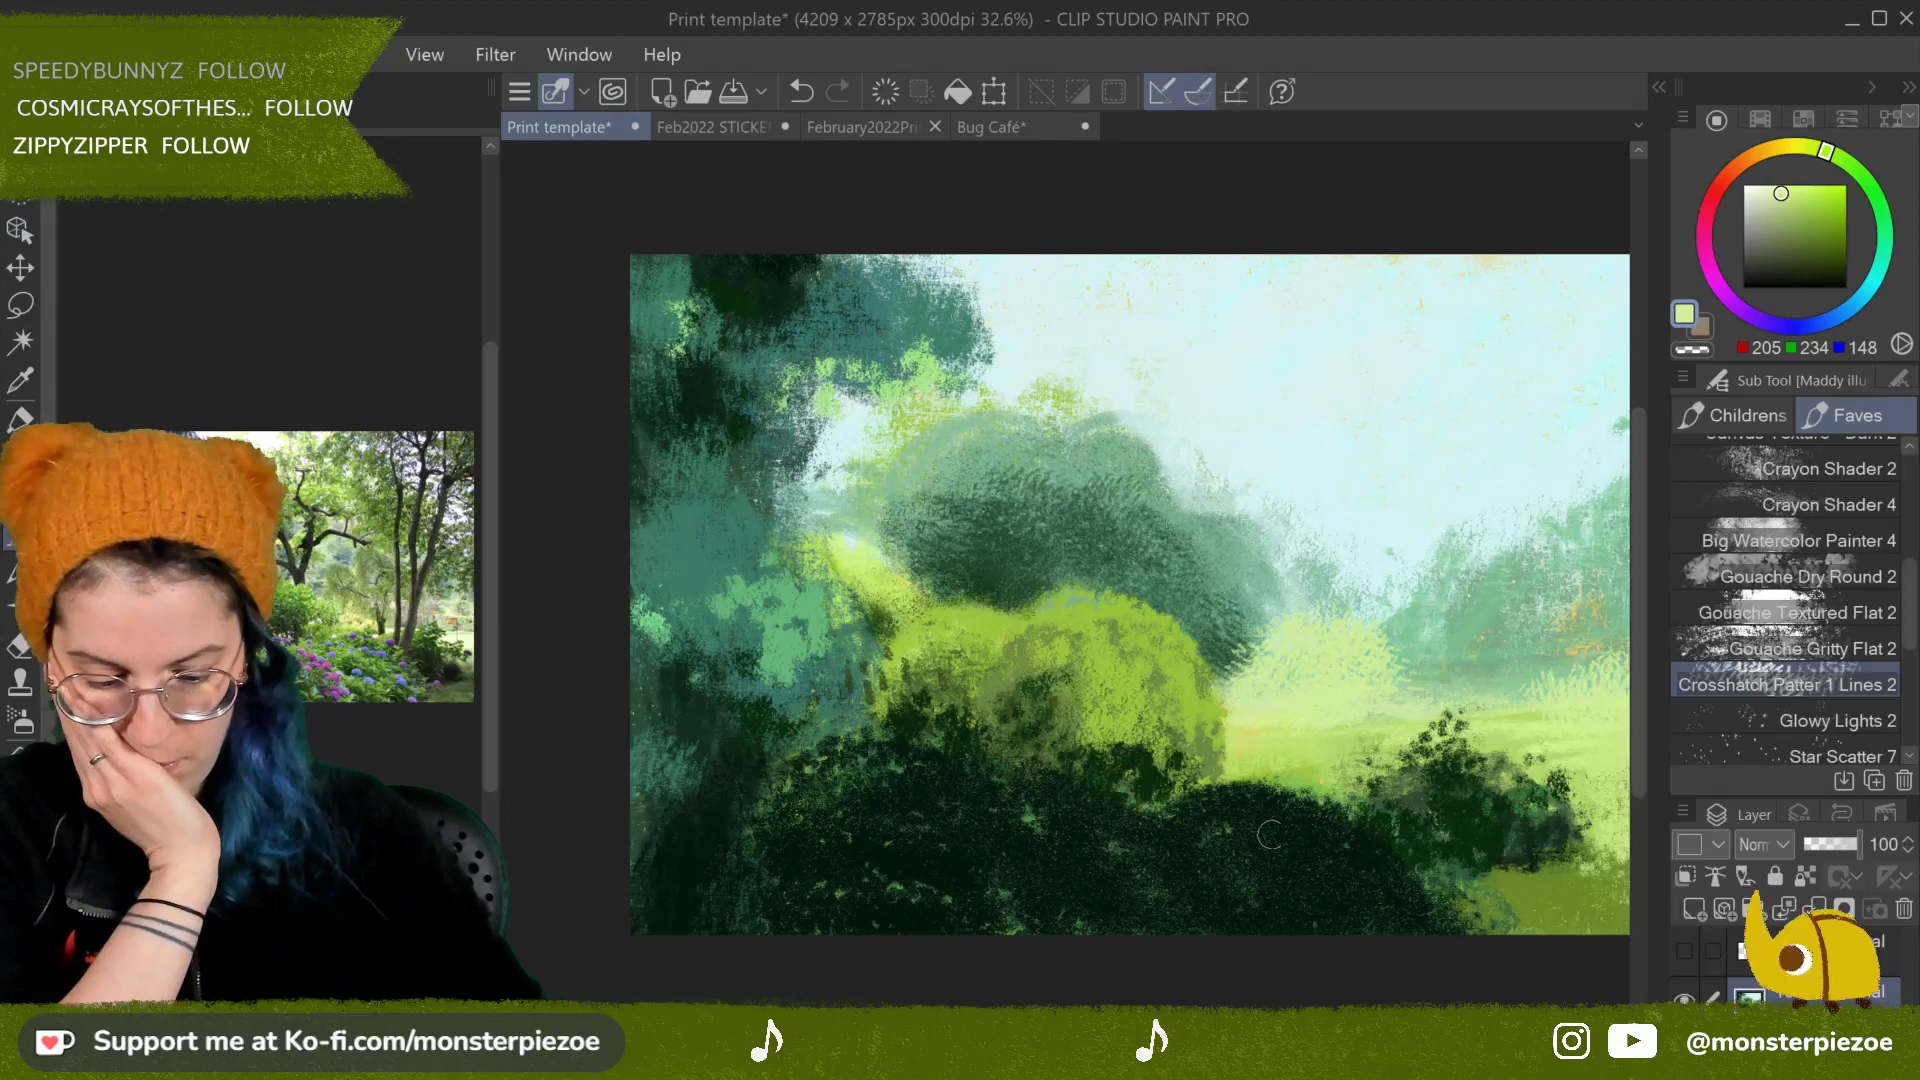 Print template* (4209 x 2785px 300dpi 32.6%) - CLIP STUDIO PAINT PRO
View Filter Window Help
SPEEDYBUNNYZ FOLLOW
COSMICRAYSOFTHES... FOLLOW
ZIPPYZIPPER FOLLOW
Print template* Feb2022 STICKE February2022Pri Bug Café*
205 234 148
Sub Tool [Maddy illu
Childrens Faves
Crayon Shader 2
Crayon Shader 4
Big Watercolor Painter 4
Gouache Dry Round 2
Gouache Textured Flat 2
Gouache Gritty Flat 2
Crosshatch Patter 1 Lines 2
Glowy Lights 2
Star Scatter 7
Layer
Norm 100
Support me at Ko-fi.com/monsterpiezoe
@monsterpiezoe